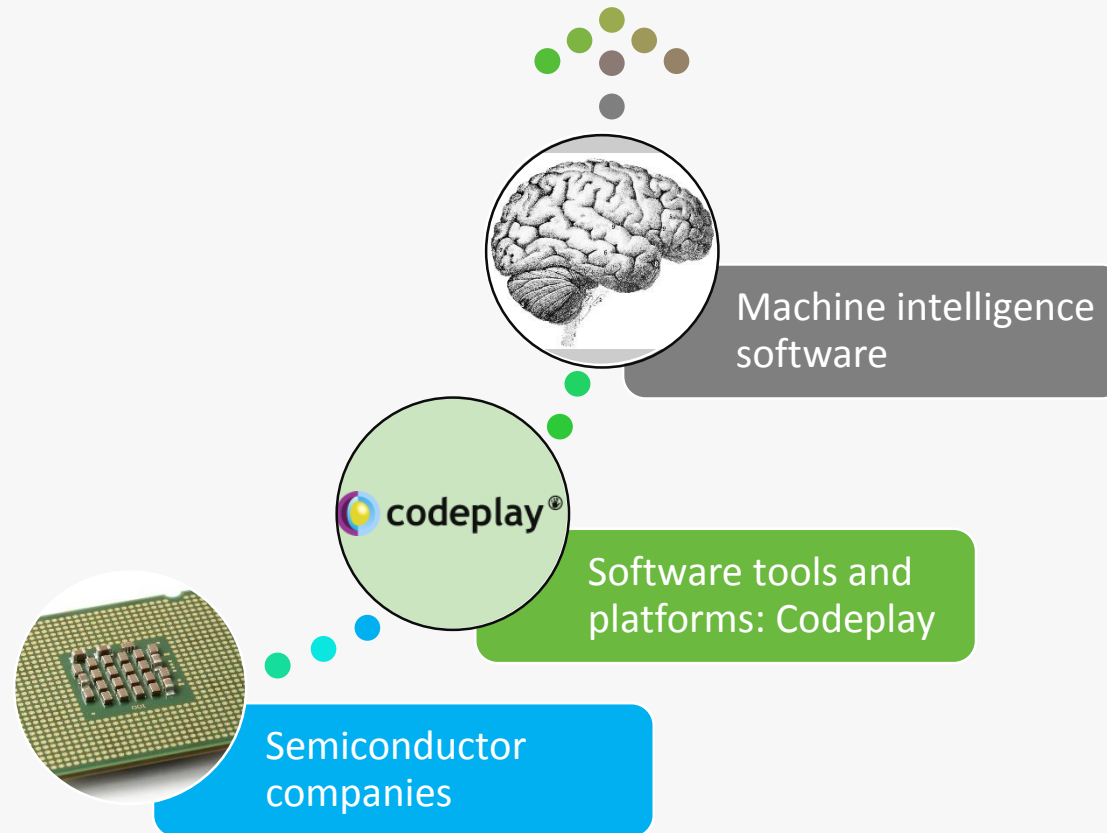 Machine intelligence
software
codeplay®
Software tools and
platforms: Codeplay
Semiconductor
companies